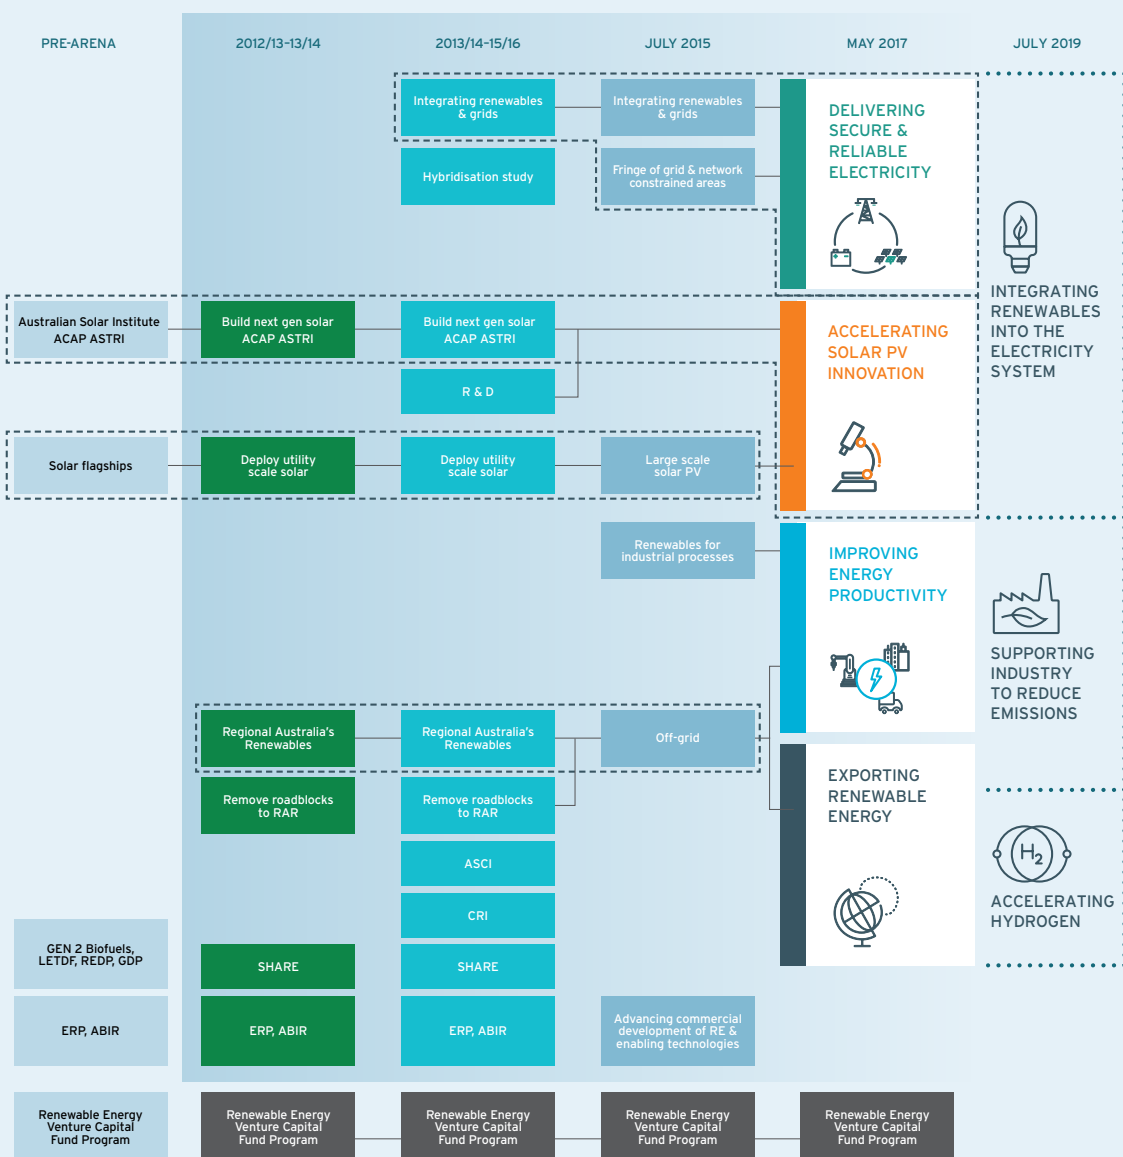 PRE-ARENA
2012/13-13/14
2013/14-15/16
JULY 2015
MAY 2017
JULY 2019
Integrating renewables
& grids
Integrating renewables
& grids
DELIVERING
SECURE &
RELIABLE
ELECTRICITY
Hybridisation study
Fringe of grid & network
constrained areas
INTEGRATING
RENEWABLES
INTO THE
ELECTRICITY
SYSTEM
Australian Solar Institute
ACAP ASTRI
Build next gen solar
ACAP ASTRI
Build next gen solar
ACAP ASTRI
ACCELERATING
SOLAR PV
INNOVATION
R & D
Solar flagships
Deploy utility
scale solar
Deploy utility
scale solar
Large scale
solar PV
Renewables for
industrial processes
IMPROVING
ENERGY
PRODUCTIVITY
SUPPORTING
INDUSTRY
TO REDUCE
EMISSIONS
Regional Australia's
Renewables
Regional Australia's
Renewables
Off-grid
EXPORTING
RENEWABLE
ENERGY
Remove roadblocks
to RAR
Remove roadblocks
to RAR
ASCI
H2
ACCELERATING
HYDROGEN
CRI
GEN 2 Biofuels,
LETDF, REDP, GDP
SHARE
SHARE
ERP, ABIR
ERP, ABIR
ERP, ABIR
Advancing commercial
development of RE &
enabling technologies
Renewable Energy
Venture Capital
Fund Program
Renewable Energy
Venture Capital
Fund Program
Renewable Energy
Venture Capital
Fund Program
Renewable Energy
Venture Capital
Fund Program
Renewable Energy
Venture Capital
Fund Program